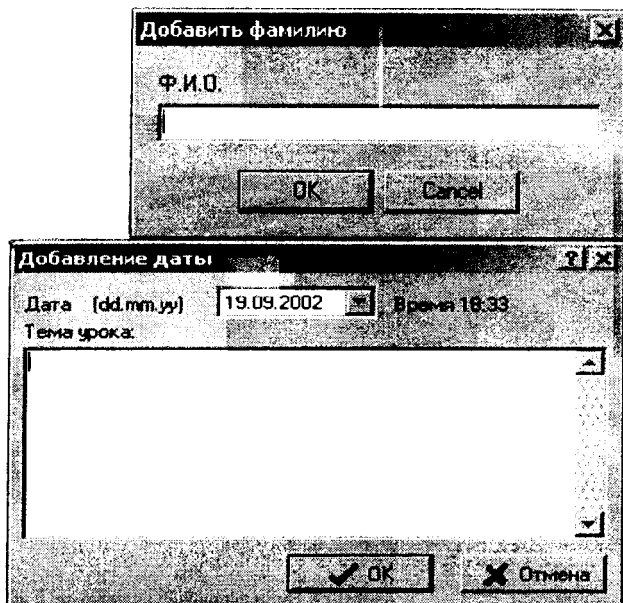 Добавить фамилию
Ф.И.О.
OK Cancel
Добавление даты
Дата (dd.mm.yy) 19.09.2002 Время 18:33
Тема урока:
OK Отмена